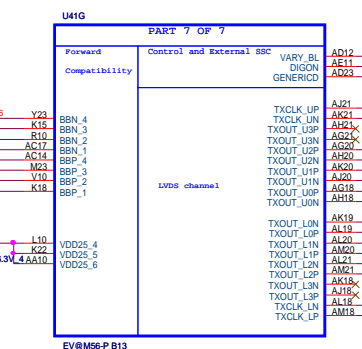 U41G
PART 7 OF 7
Forward
Compatibility
Control and External SSC
VARY_BL AD12
DIGON AE11
GENERICD AD23
TXCLK_UP AJ21
TXCLK_UN AK21
TXOUT_U3P AH21
TXOUT_U3N AG21
TXOUT_U2P AG20
TXOUT_U2N AH20
TXOUT_U1P AK20
TXOUT_U1N AJ20
TXOUT_U0P AG18
TXOUT_U0N AH18
Y23 BBN_4
K15 BBN_3
R10 BBN_2
AC17 BBN_1
AC14 BBP_4
M23 BBP_3
V10 BBP_2
K18 BBP_1
LVDS channel
TXOUT_L0N AK19
TXOUT_L0P AL19
TXOUT_L1N AL20
TXOUT_L1P AM20
TXOUT_L2N AL21
TXOUT_L2P AM21
TXOUT_L3N AK18
TXOUT_L3P AJ18
TXCLK_LN AL18
TXCLK_LP AM18
L10 VDD25_4
K22 VDD25_5
.3V_4 AA10 VDD25_6
EV@M56-P B13